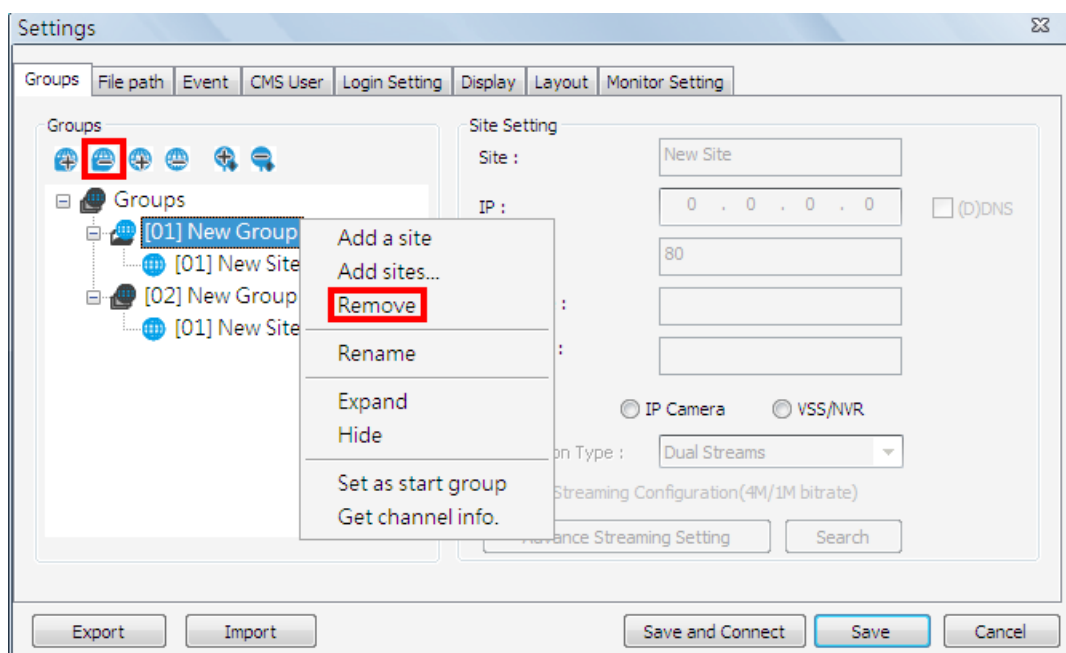 Settings
Groups File path Event CMS User Login Setting Display Layout Monitor Setting
Groups
Groups
[01] New Group
[01] New Site
[02] New Group
[01] New Site
Add a site
Add sites...
Remove
Rename
Expand
Hide
Set as start group
Get channel info.
Site Setting
Site : New Site
IP : 0 . 0 . 0 . 0 (D)DNS
80
:
:
IP Camera VSS/NVR
Type : Dual Streams
Streaming Configuration(4M/1M bitrate)
Streaming Setting Search
Export Import Save and Connect Save Cancel